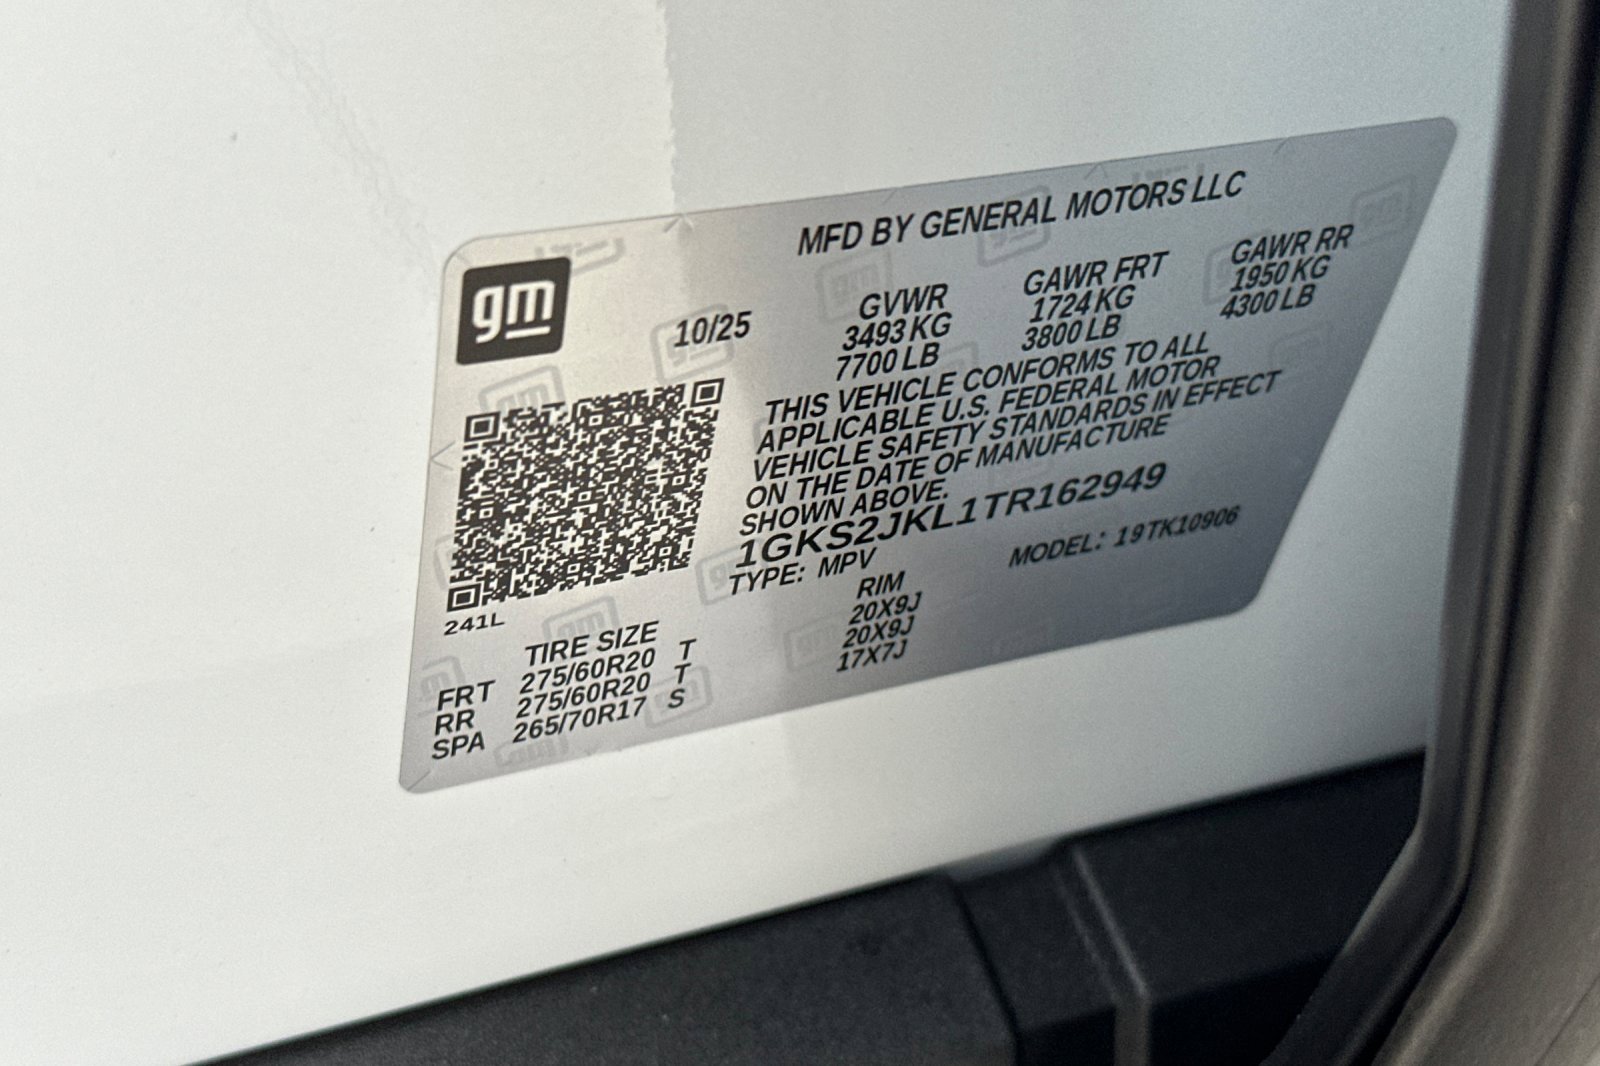 MFD BY GENERAL MOTORS LLC
gm
10/25
GVWR GAWR FRT GAWR RR
3493 KG 1724 KG 1950 KG
7700 LB 3800 LB 4300 LB
THIS VEHICLE CONFORMS TO ALL
APPLICABLE U.S. FEDERAL MOTOR
VEHICLE SAFETY STANDARDS IN EFFECT
ON THE DATE OF MANUFACTURE
SHOWN ABOVE.
1GKS2JKL1TR162949
TYPE: MPV MODEL: 19TK10906
241L
TIRE SIZE RIM
FRT 275/60R20 T 20X9J
RR 275/60R20 T 20X9J
SPA 265/70R17 S 17X7J